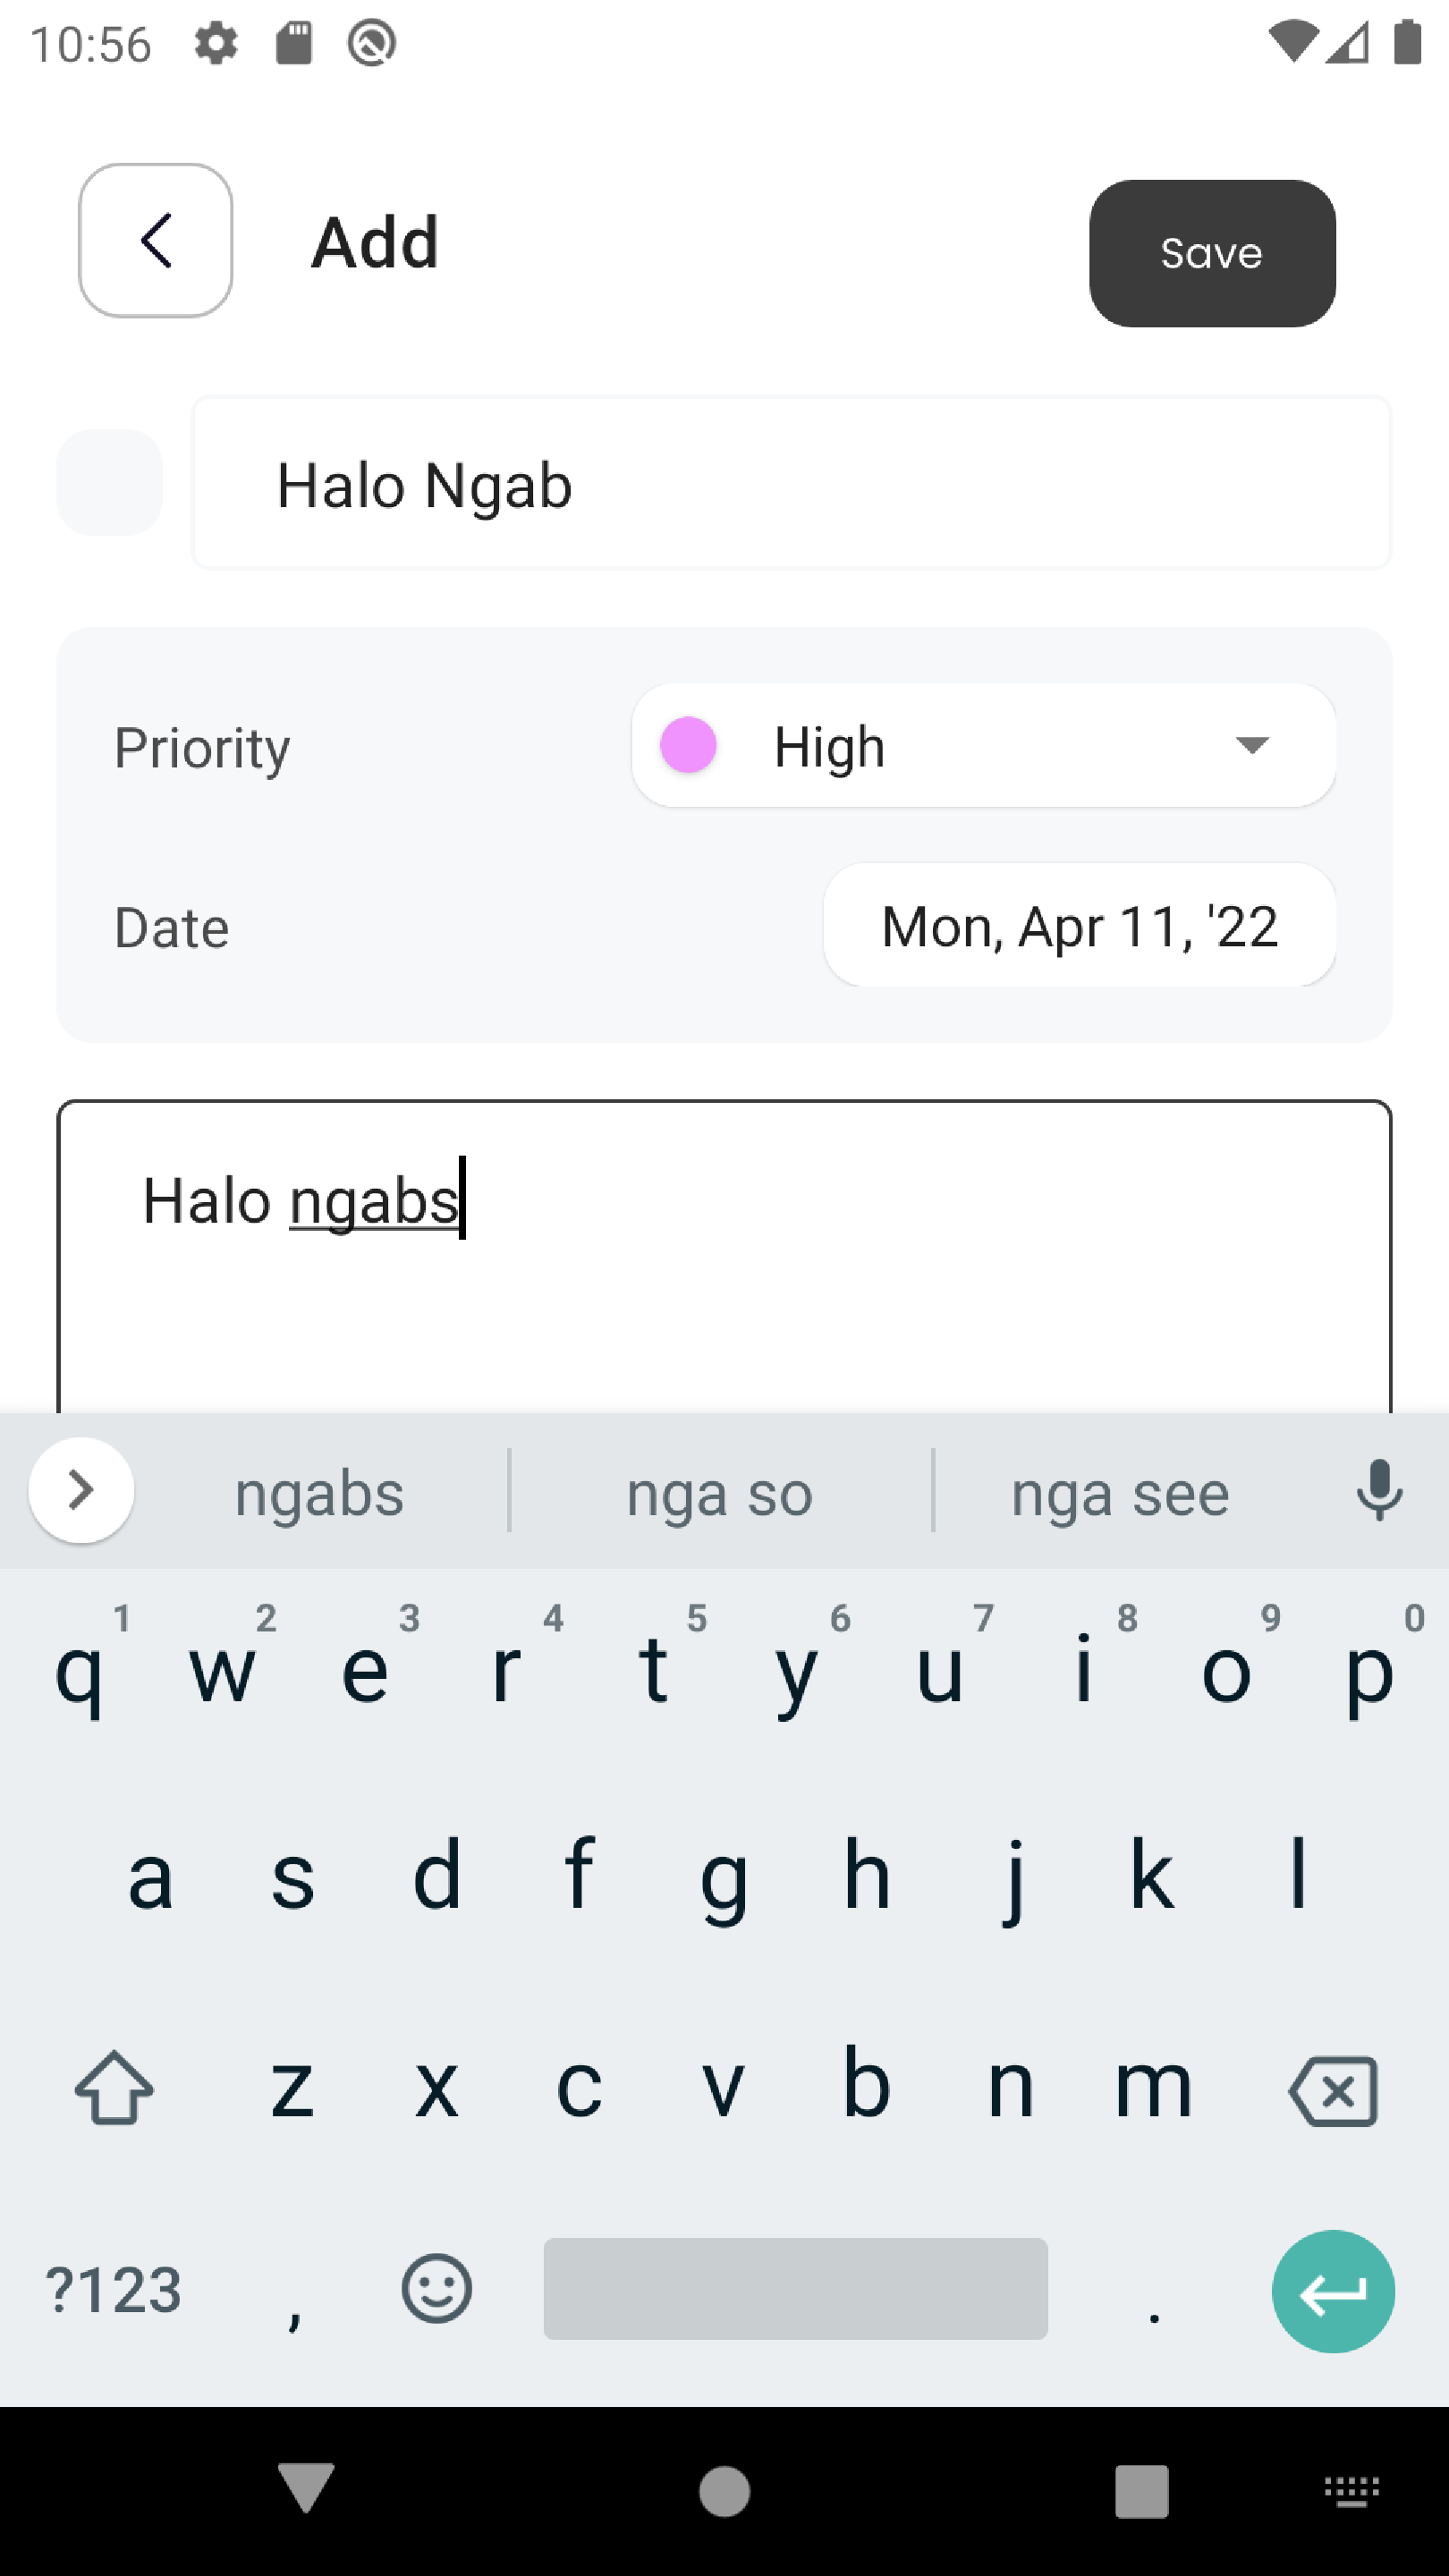 10:56
Add
Save
Halo Ngab
Priority
High
Date
Mon, Apr 11, '22
Halo ngabs
ngabs nga so nga see
1 2 3 4 5 6 7 8 9 0
q w e r t y u i o p
a s d f g h j k l
z x c v b n m
?123 , .